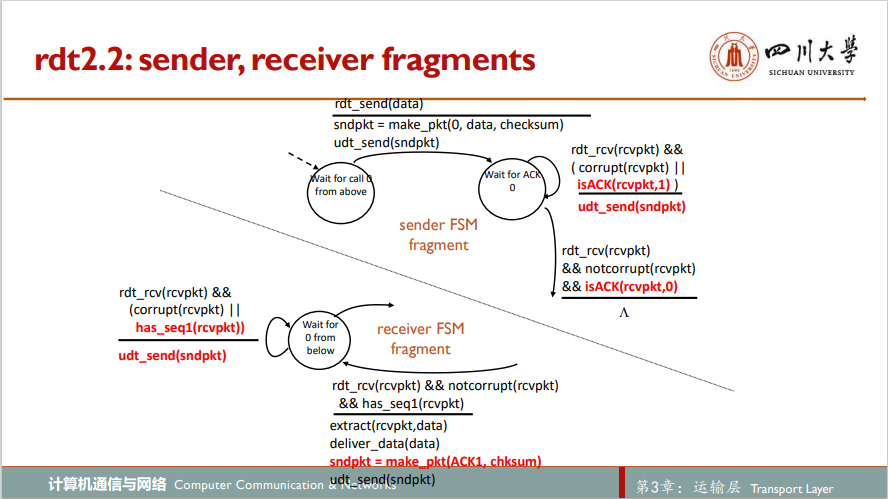 rdt2.2: sender, receiver fragments
四川大学
SICHUAN UNIVERSITY
rdt_send(data)
sndpkt = make_pkt(0, data, checksum)
udt_send(sndpkt)
Wait for call 0
from above
Wait for ACK
0
rdt_rcv(rcvpkt) &&
( corrupt(rcvpkt) ||
isACK(rcvpkt,1) )
udt_send(sndpkt)
sender FSM
fragment
rdt_rcv(rcvpkt)
&& notcorrupt(rcvpkt)
&& isACK(rcvpkt,0)
Λ
rdt_rcv(rcvpkt) &&
(corrupt(rcvpkt) ||
has_seq1(rcvpkt))
udt_send(sndpkt)
Wait for
0 from
below
receiver FSM
fragment
rdt_rcv(rcvpkt) && notcorrupt(rcvpkt)
&& has_seq1(rcvpkt)
extract(rcvpkt,data)
deliver_data(data)
sndpkt = make_pkt(ACK1, chksum)
udt_send(sndpkt)
计算机通信与网络 Computer Communication & Networks
第3章：运输层 Transport Layer